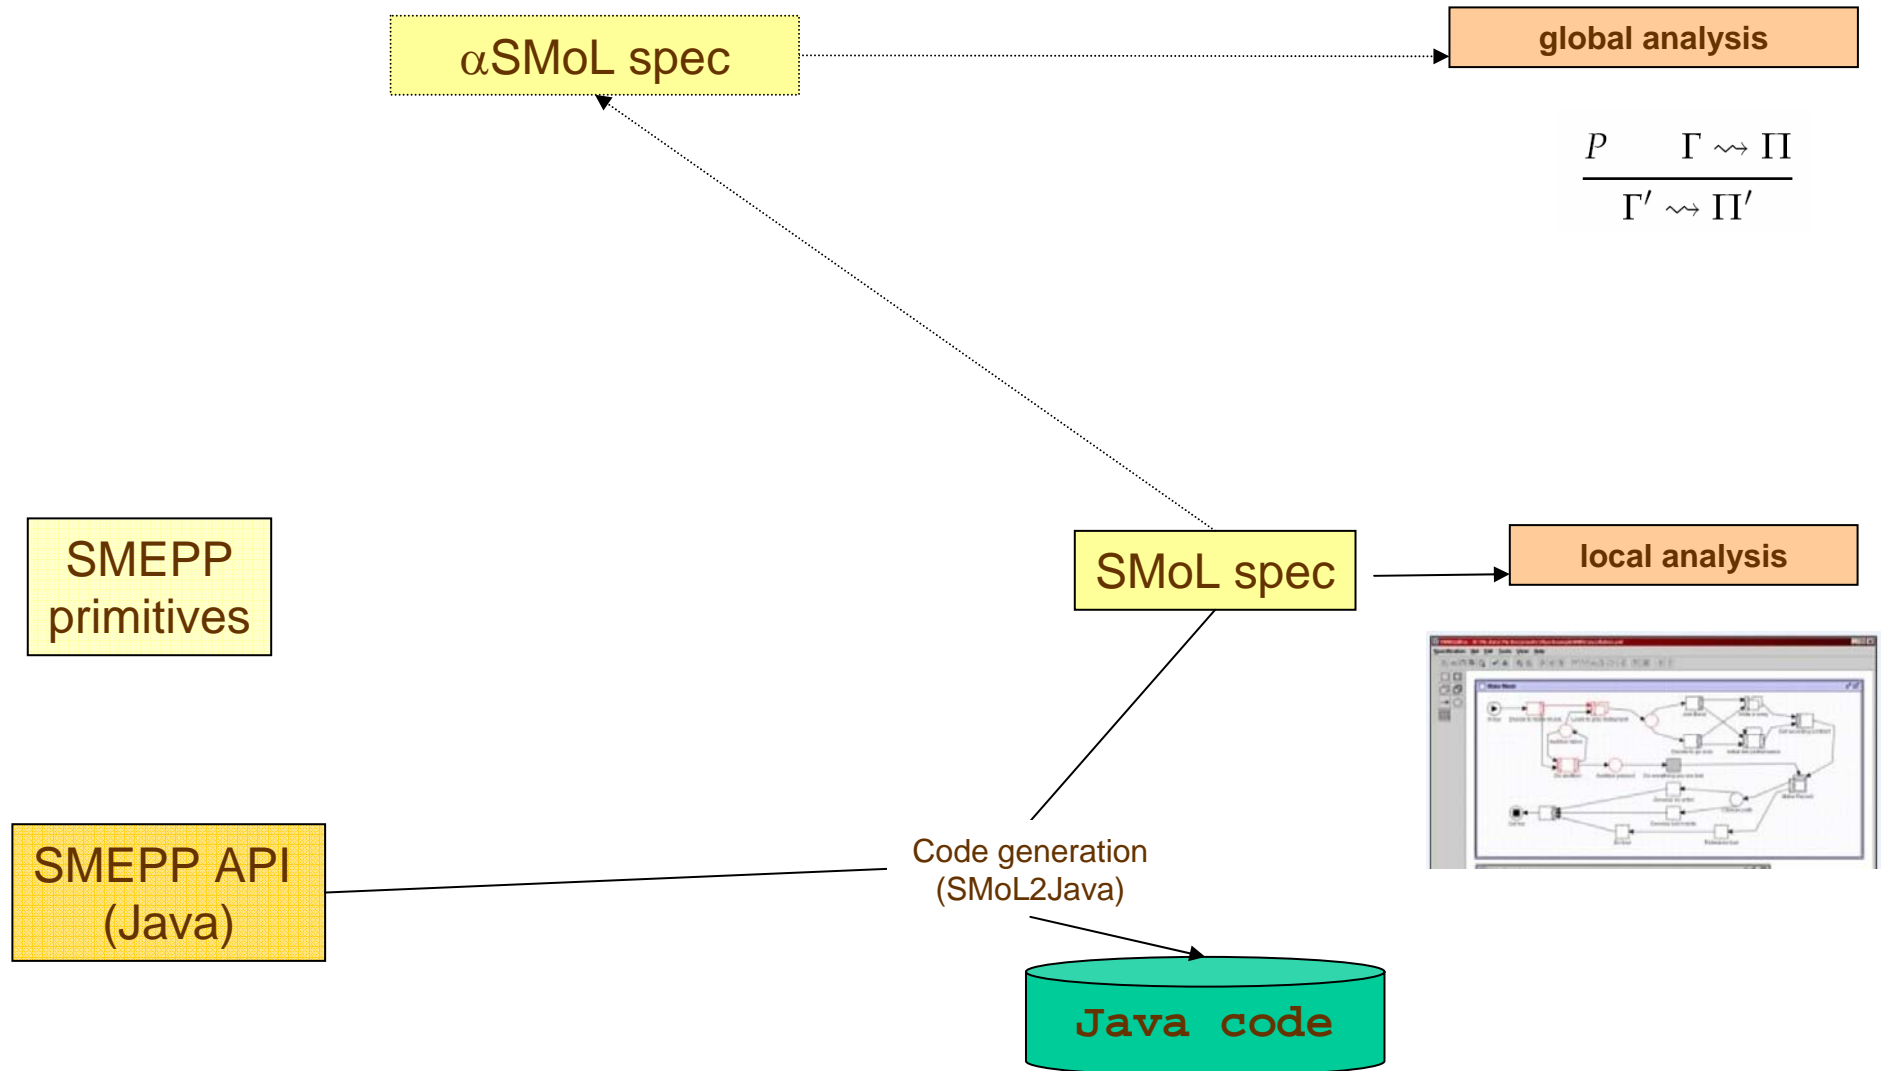 αSMoL spec
global analysis
P Γ ⇝ Π
Γ′ ⇝ Π′
SMEPP
primitives
SMoL spec
local analysis
SMEPP API
(Java)
Code generation
(SMoL2Java)
Java code